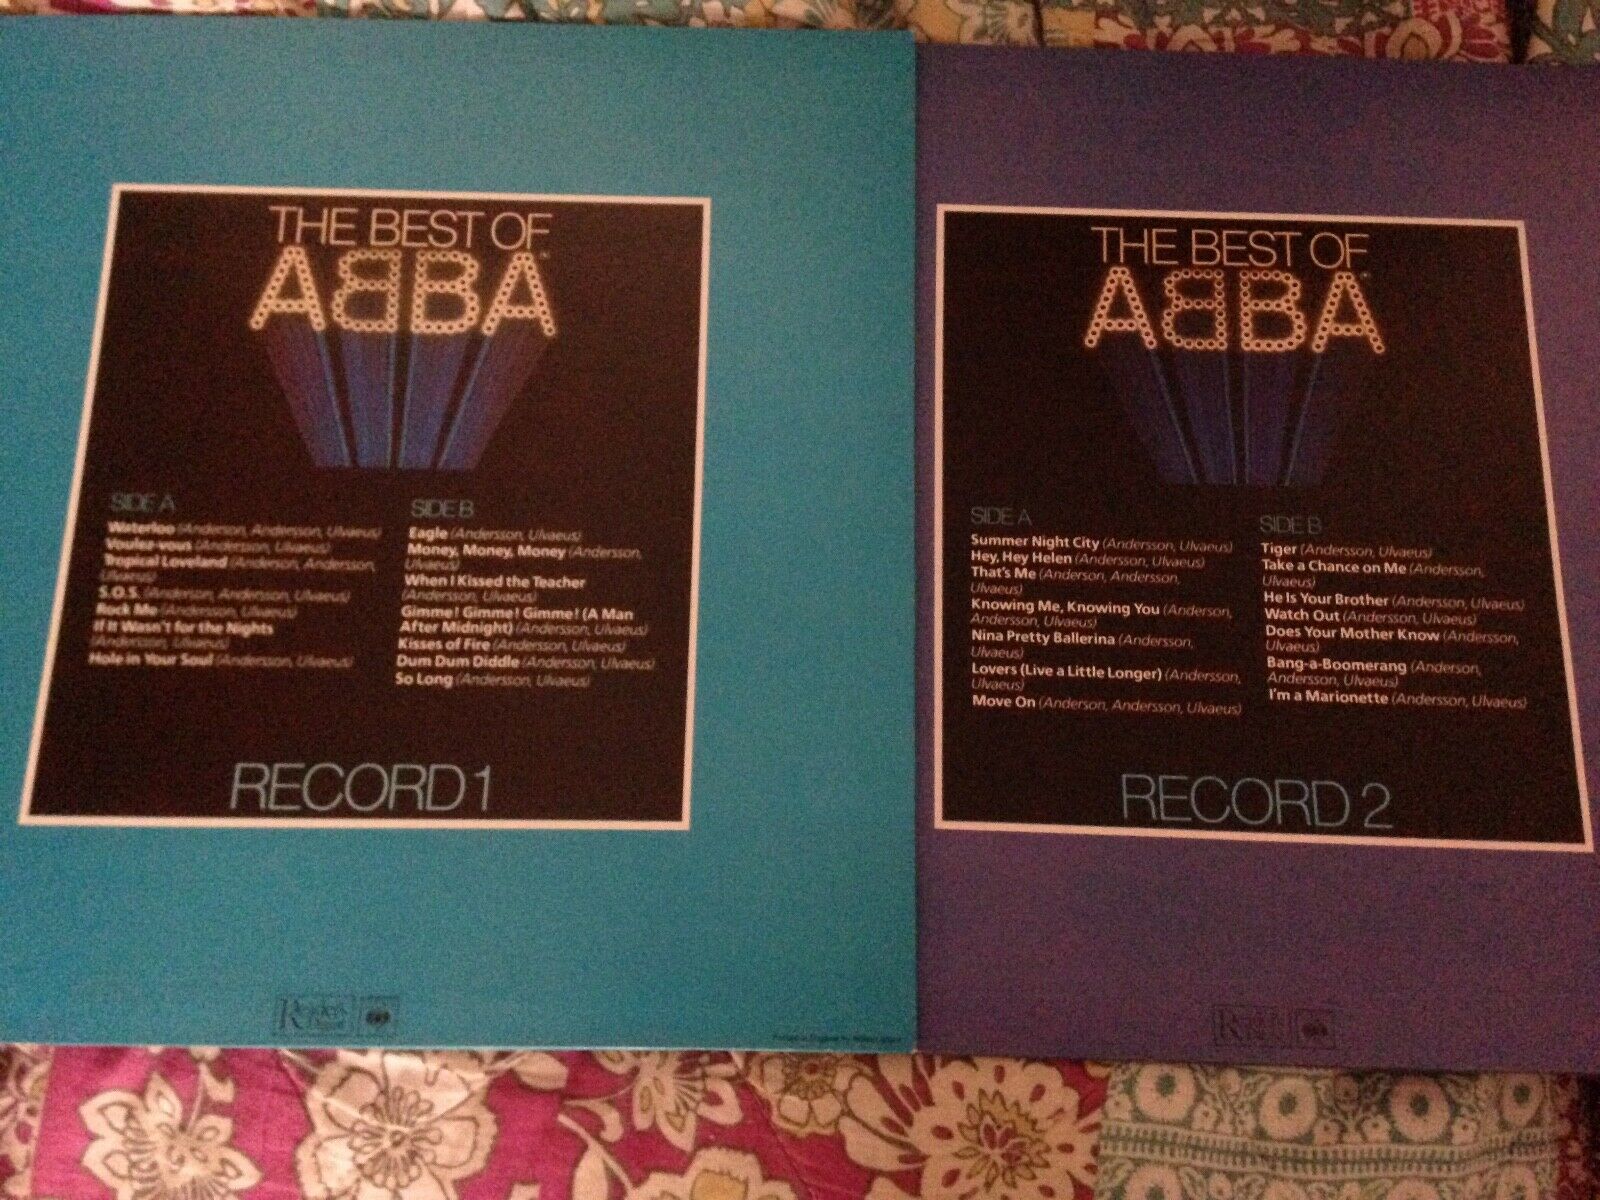 THE BEST OF
ABBA
SIDE A
Waterloo (Anderson, Andersson, Ulvaeus)
Voulez-vous (Andersson, Ulvaeus)
Tropical Loveland (Anderson, Andersson,
Ulvaeus)
S.O.S. (Anderson, Andersson, Ulvaeus)
Rock Me (Andersson, Ulvaeus)
If It Wasn't for the Nights
(Andersson, Ulvaeus)
Hole in Your Soul (Andersson, Ulvaeus)
SIDE B
Eagle (Andersson, Ulvaeus)
Money, Money, Money (Andersson,
Ulvaeus)
When I Kissed the Teacher
(Andersson, Ulvaeus)
Gimme! Gimme! Gimme! (A Man
After Midnight) (Andersson, Ulvaeus)
Kisses of Fire (Andersson, Ulvaeus)
Dum Dum Diddle (Andersson, Ulvaeus)
So Long (Andersson, Ulvaeus)
RECORD 1
Reader's
Digest
Printed in England
THE BEST OF
ABBA
SIDE A
Summer Night City (Andersson, Ulvaeus)
Hey, Hey Helen (Andersson, Ulvaeus)
That's Me (Anderson, Andersson,
Ulvaeus)
Knowing Me, Knowing You (Anderson,
Andersson, Ulvaeus)
Nina Pretty Ballerina (Andersson,
Ulvaeus)
Lovers (Live a Little Longer) (Andersson,
Ulvaeus)
Move On (Anderson, Andersson, Ulvaeus)
SIDE B
Tiger (Andersson, Ulvaeus)
Take a Chance on Me (Andersson,
Ulvaeus)
He Is Your Brother (Andersson, Ulvaeus)
Watch Out (Andersson, Ulvaeus)
Does Your Mother Know (Andersson,
Ulvaeus)
Bang-a-Boomerang (Anderson,
Andersson, Ulvaeus)
I'm a Marionette (Andersson, Ulvaeus)
RECORD 2